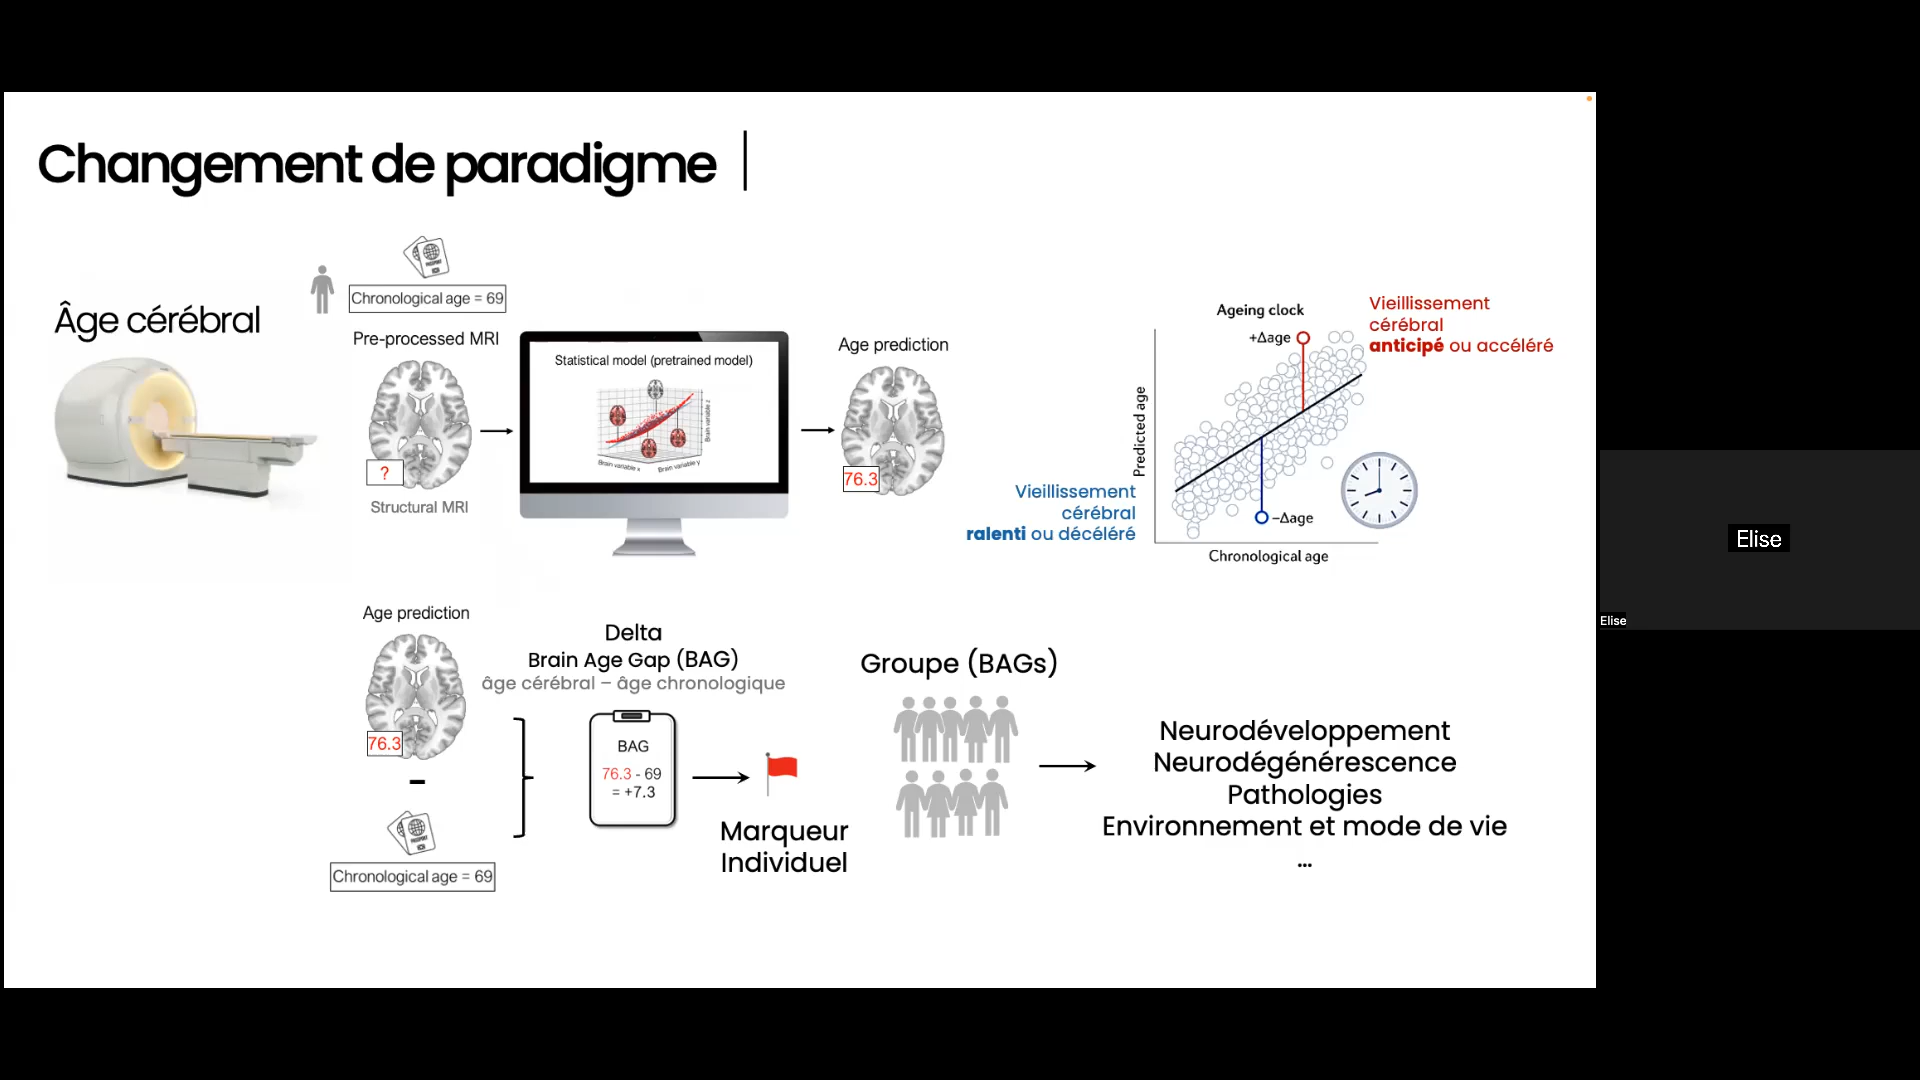 Changement de paradigme
Âge cérébral
PASSPORT
Chronological age = 69
Pre-processed MRI
?
Structural MRI
Statistical model (pretrained model)
Brain variable x
Brain variable y
Brain variable z
Age prediction
76.3
Ageing clock
+Δage
Vieillissement
cérébral
anticipé ou accéléré
Predicted age
Vieillissement
cérébral
ralenti ou décéléré
−Δage
Chronological age
Age prediction
76.3
-
PASSPORT
Chronological age = 69
Delta
Brain Age Gap (BAG)
âge cérébral – âge chronologique
BAG
76.3 - 69
= +7.3
Marqueur
Individuel
Groupe (BAGs)
Neurodéveloppement
Neurodégénérescence
Pathologies
Environnement et mode de vie
...
Elise
Elise